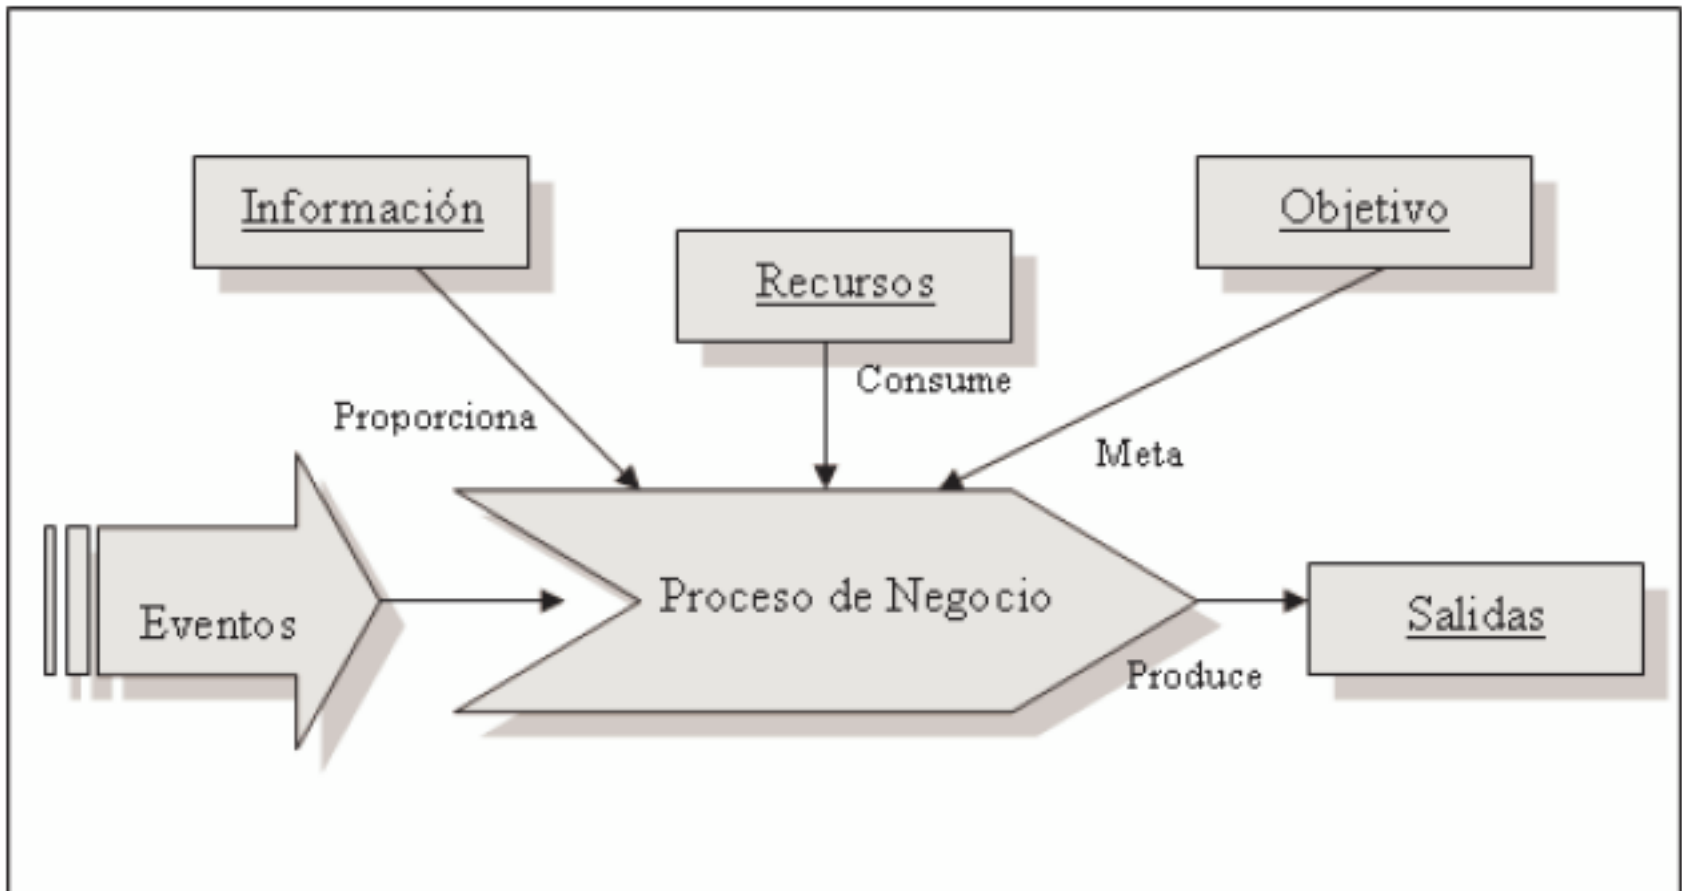 Información
Objetivo
Recursos
Consume
Proporciona
Meta
Eventos
Proceso de Negocio
Salidas
Produce